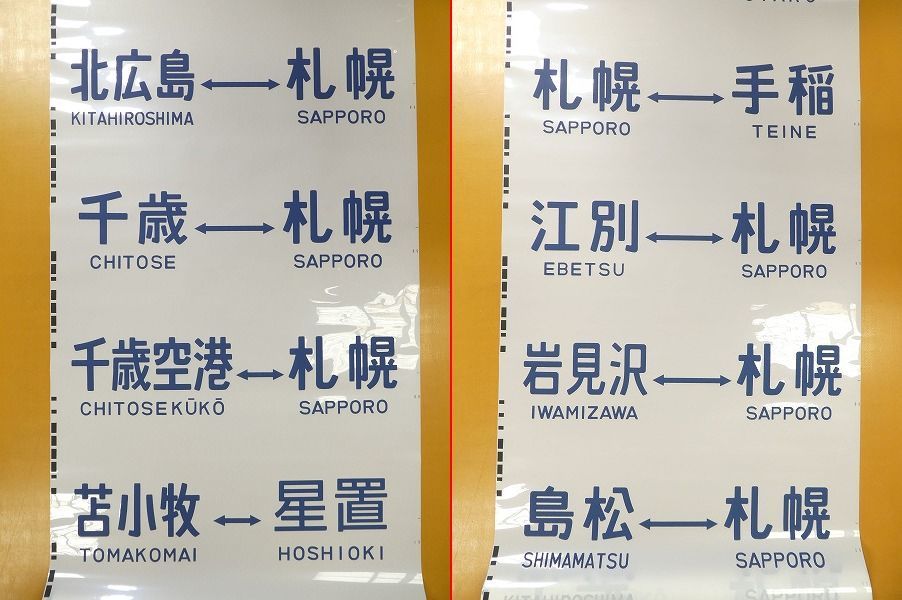 北広島↔札幌
KITAHIROSHIMA SAPPORO
千歳↔札幌
CHITOSE SAPPORO
千歳空港↔札幌
CHITOSEKŪKŌ SAPPORO
苫小牧↔星置
TOMAKOMAI HOSHIOKI
札幌↔手稲
SAPPORO TEINE
江別↔札幌
EBETSU SAPPORO
岩見沢↔札幌
IWAMIZAWA SAPPORO
島松↔札幌
SHIMAMATSU SAPPORO
KITAHIROSHIMA SAPPORO